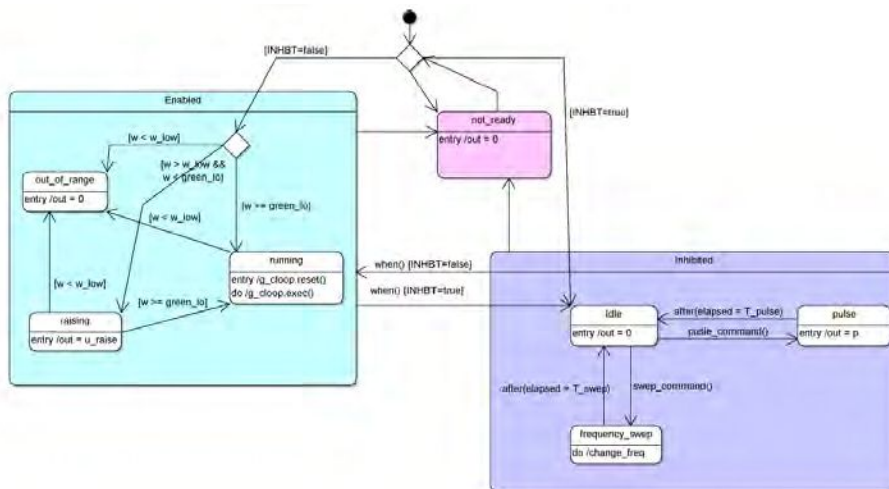 [INHBT=false]
Enabled
not_ready
entry /out = 0
[INHBT=true]
[w < w_low]
[w > w_low &&
w < green_lo]
out_of_range
entry /out = 0
[w >= green_lo]
[w < w_low]
running
entry /g_cloop.reset()
do /g_cloop.exec()
when() [INHBT=false]
Inhibited
[w < w_low]
[w >= green_lo]
when() [INHBT=true]
raising
entry /out = u_raise
idle
entry /out = 0
after(elapsed = T_pulse)
pulse
entry /out = p
pusle_command()
after(elapsed = T_swep)
swep_command()
frequency_swep
do /change_freq